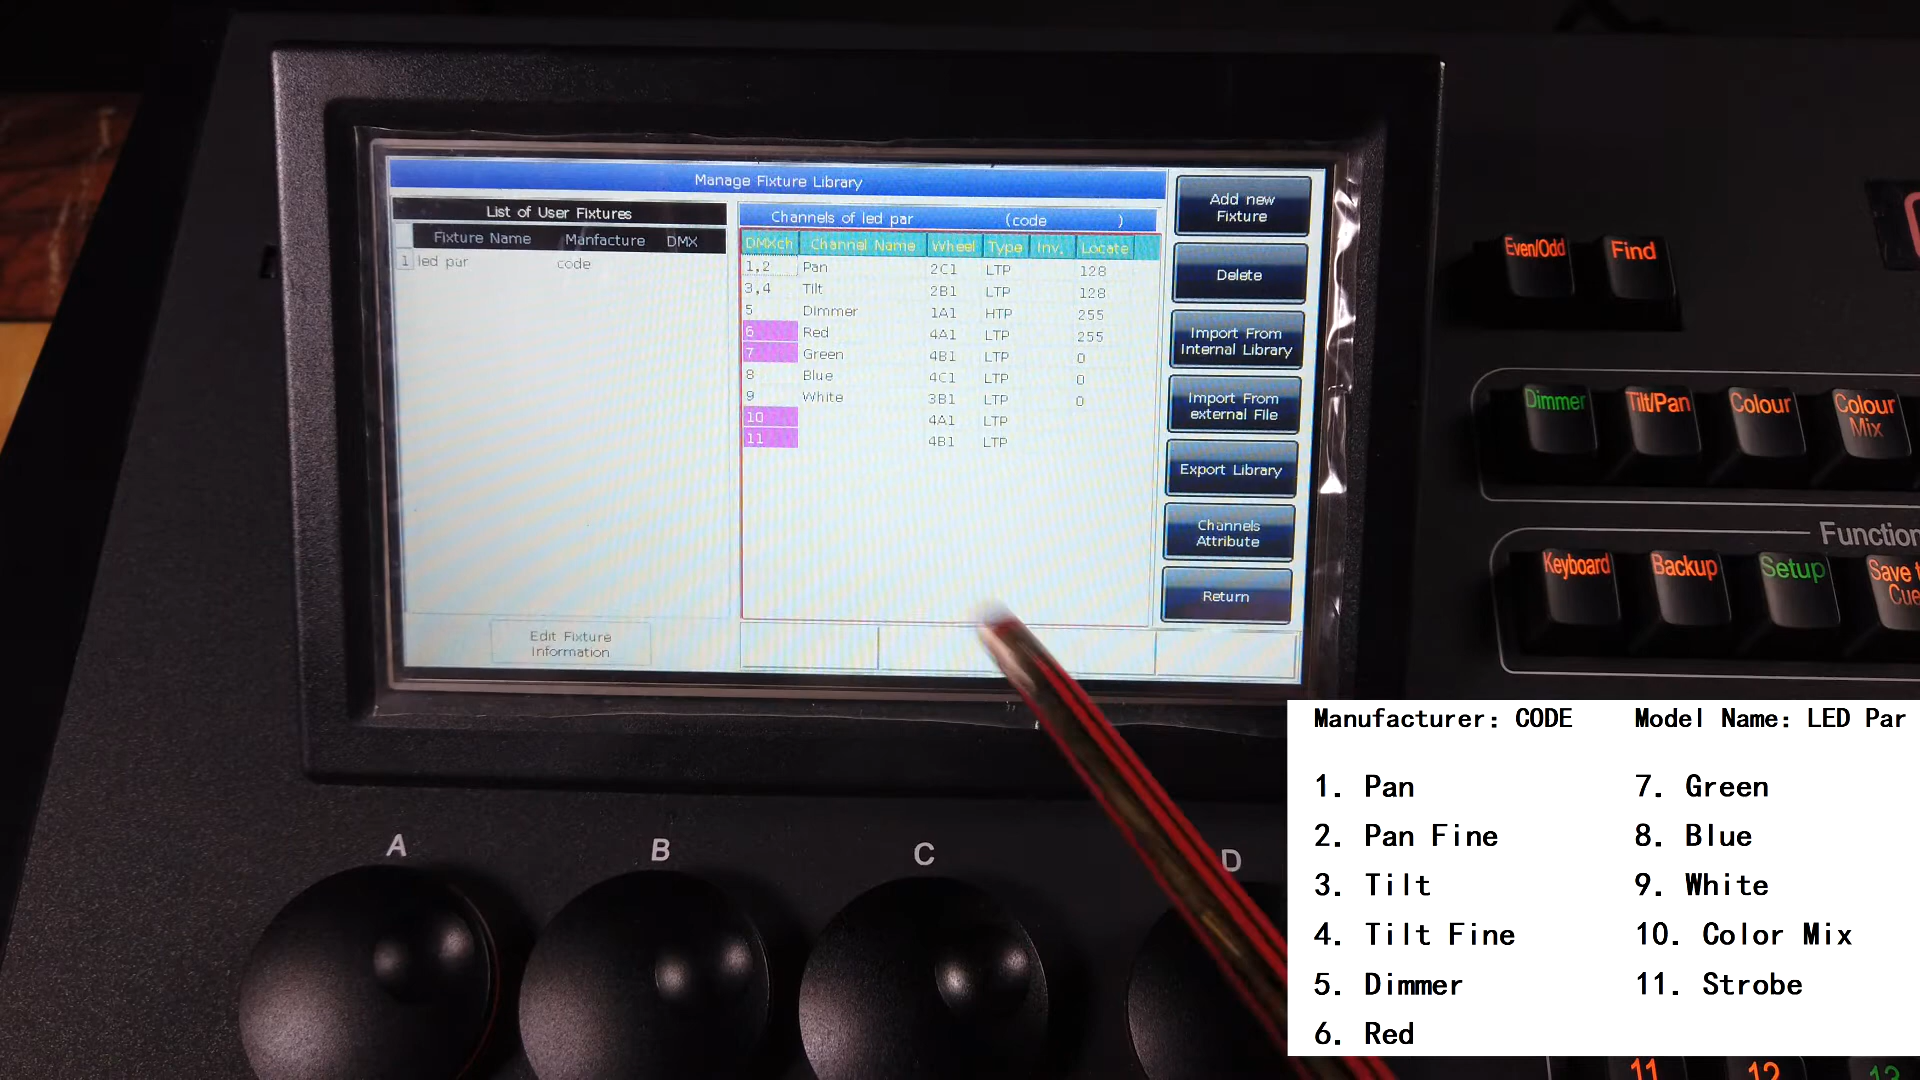 Manage Fixture Library
List of User Fixtures
Fixture Name Manfacture DMX
1 led par code
Channels of led par (code )
DMXch Channel Name Wheel Type Inv. Locate
1,2 Pan 2C1 LTP 128
3,4 Tilt 2B1 LTP 128
5 Dimmer 1A1 HTP 255
6 Red 4A1 LTP 255
7 Green 4B1 LTP 0
8 Blue 4C1 LTP 0
9 White 3B1 LTP 0
10 4A1 LTP
11 4B1 LTP
Edit Fixture
Information
Add new
Fixture
Delete
Import From
Internal Library
Import From
external File
Export Library
Channels
Attribute
Return
Even/Odd Find
Dimmer Tilt/Pan Colour Colour
Mix
Function
Keyboard Backup Setup Save t
Cue
A B C D
Manufacturer: CODE Model Name: LED Par
1. Pan 7. Green
2. Pan Fine 8. Blue
3. Tilt 9. White
4. Tilt Fine 10. Color Mix
5. Dimmer 11. Strobe
6. Red
11 12 13